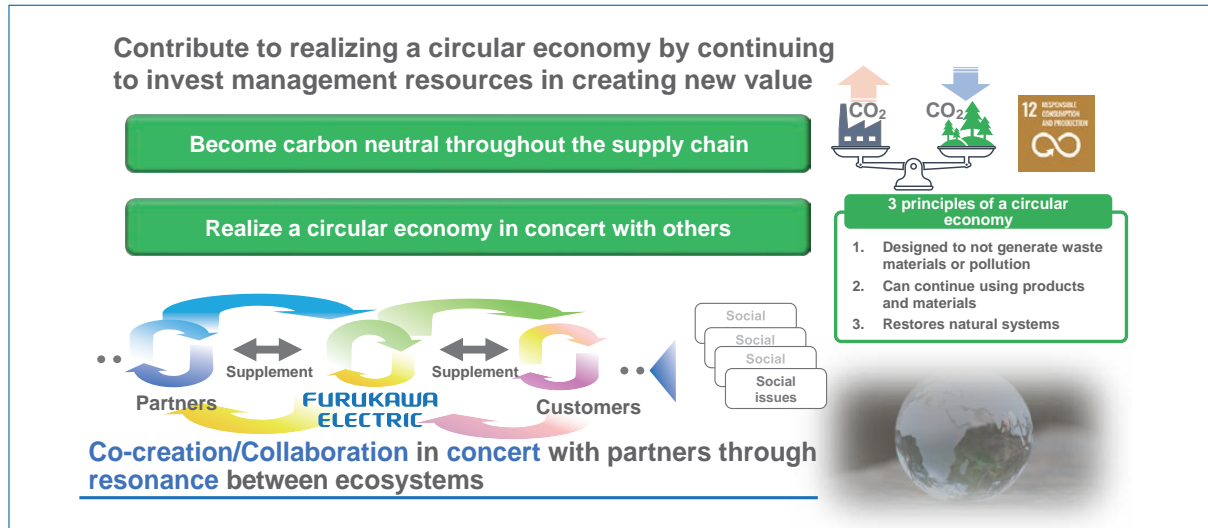 Contribute to realizing a circular economy by continuing
to invest management resources in creating new value
Become carbon neutral throughout the supply chain
Realize a circular economy in concert with others
CO₂
CO₂
12 RESPONSIBLE
CONSUMPTION
AND PRODUCTION
3 principles of a circular
economy
1. Designed to not generate waste
materials or pollution
2. Can continue using products
and materials
3. Restores natural systems
Partners
Supplement
FURUKAWA
ELECTRIC
Supplement
Customers
Social
Social
Social
Social
issues
Co-creation/Collaboration in concert with partners through
resonance between ecosystems